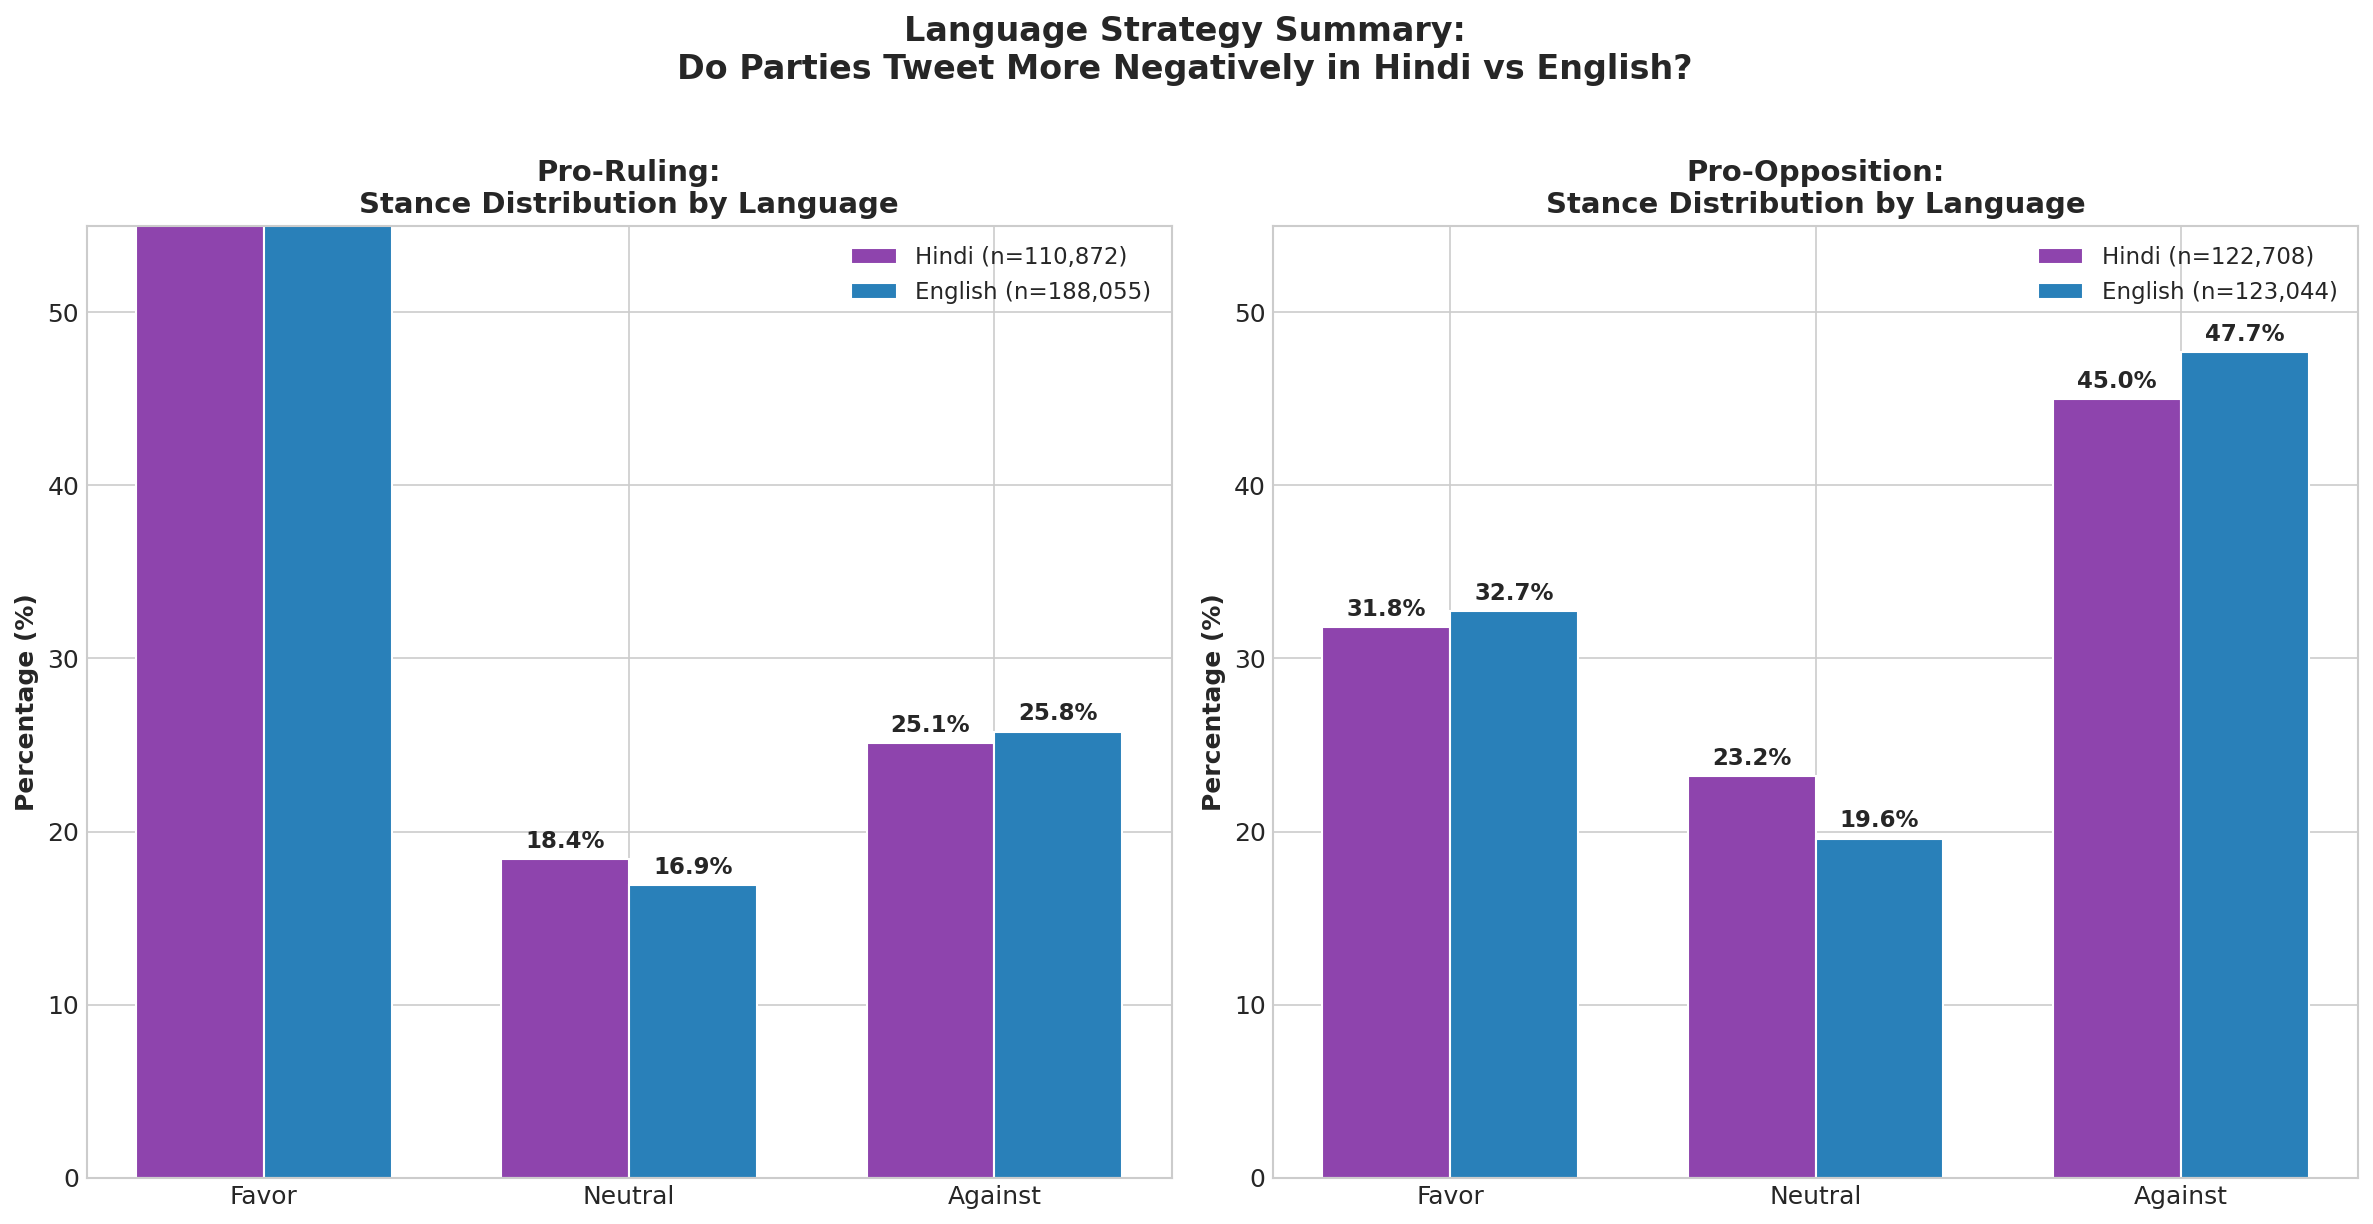 Language Strategy Summary:
Do Parties Tweet More Negatively in Hindi vs English?
Pro-Ruling:
Stance Distribution by Language
Hindi (n=110,872)
English (n=188,055)
Percentage (%)
50
40
30
20
10
0
18.4%
16.9%
25.1%
25.8%
Favor
Neutral
Against
Pro-Opposition:
Stance Distribution by Language
Hindi (n=122,708)
English (n=123,044)
Percentage (%)
50
40
30
20
10
0
31.8%
32.7%
23.2%
19.6%
45.0%
47.7%
Favor
Neutral
Against